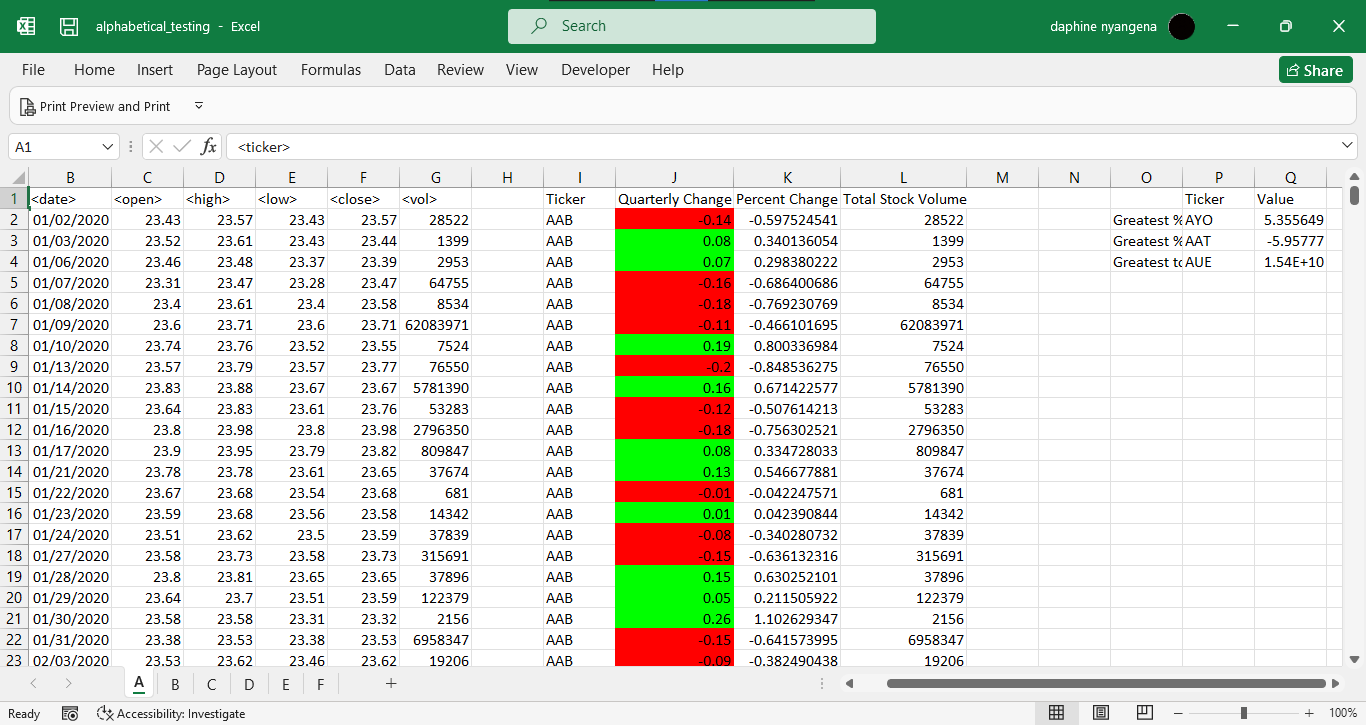 alphabetical_testing - Excel Search daphine nyangena
File Home Insert Page Layout Formulas Data Review View Developer Help Share
Print Preview and Print
A1 fx <ticker>
B C D E F G H I J K L M N O P Q
1 <date> <open> <high> <low> <close> <vol> Ticker Quarterly Change Percent Change Total Stock Volume Ticker Value
2 01/02/2020 23.43 23.57 23.43 23.57 28522 AAB -0.14 -0.597524541 28522 Greatest % AYO 5.355649
3 01/03/2020 23.52 23.61 23.43 23.44 1399 AAB 0.08 0.340136054 1399 Greatest % AAT -5.95777
4 01/06/2020 23.46 23.48 23.37 23.39 2953 AAB 0.07 0.298380222 2953 Greatest to AUE 1.54E+10
5 01/07/2020 23.31 23.47 23.28 23.47 64755 AAB -0.16 -0.686400686 64755
6 01/08/2020 23.4 23.61 23.4 23.58 8534 AAB -0.18 -0.769230769 8534
7 01/09/2020 23.6 23.71 23.6 23.71 62083971 AAB -0.11 -0.466101695 62083971
8 01/10/2020 23.74 23.76 23.52 23.55 7524 AAB 0.19 0.800336984 7524
9 01/13/2020 23.57 23.79 23.57 23.77 76550 AAB -0.2 -0.848536275 76550
10 01/14/2020 23.83 23.88 23.67 23.67 5781390 AAB 0.16 0.671422577 5781390
11 01/15/2020 23.64 23.83 23.61 23.76 53283 AAB -0.12 -0.507614213 53283
12 01/16/2020 23.8 23.98 23.8 23.98 2796350 AAB -0.18 -0.756302521 2796350
13 01/17/2020 23.9 23.95 23.79 23.82 809847 AAB 0.08 0.334728033 809847
14 01/21/2020 23.78 23.78 23.61 23.65 37674 AAB 0.13 0.546677881 37674
15 01/22/2020 23.67 23.68 23.54 23.68 681 AAB -0.01 -0.042247571 681
16 01/23/2020 23.59 23.68 23.56 23.58 14342 AAB 0.01 0.042390844 14342
17 01/24/2020 23.51 23.62 23.5 23.59 37839 AAB -0.08 -0.340280732 37839
18 01/27/2020 23.58 23.73 23.58 23.73 315691 AAB -0.15 -0.636132316 315691
19 01/28/2020 23.8 23.81 23.65 23.65 37896 AAB 0.15 0.630252101 37896
20 01/29/2020 23.64 23.7 23.51 23.59 122379 AAB 0.05 0.211505922 122379
21 01/30/2020 23.58 23.58 23.31 23.32 2156 AAB 0.26 1.102629347 2156
22 01/31/2020 23.38 23.53 23.38 23.53 6958347 AAB -0.15 -0.641573995 6958347
23 02/03/2020 23.53 23.62 23.46 23.62 19206 AAB -0.09 -0.382490438 19206
A B C D E F
Ready Accessibility: Investigate 100%